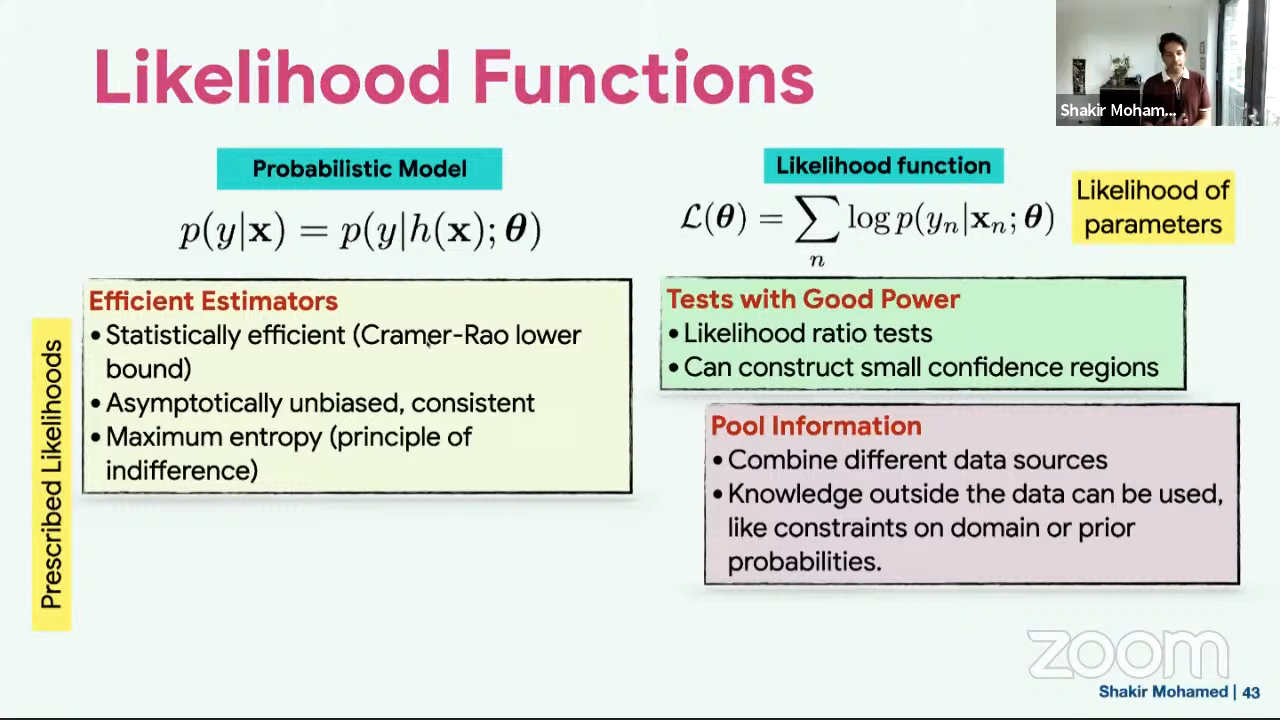 Likelihood Functions
Shakir Moham...
Probabilistic Model
p(y|x) = p(y|h(x); θ)
Likelihood function
ℒ(θ) = ∑ log p(yₙ|xₙ; θ)
n
Likelihood of
parameters
Prescribed Likelihoods
Efficient Estimators
• Statistically efficient (Cramer-Rao lower
bound)
• Asymptotically unbiased, consistent
• Maximum entropy (principle of
indifference)
Tests with Good Power
• Likelihood ratio tests
• Can construct small confidence regions
Pool Information
• Combine different data sources
• Knowledge outside the data can be used,
like constraints on domain or prior
probabilities.
zoom
Shakir Mohamed | 43